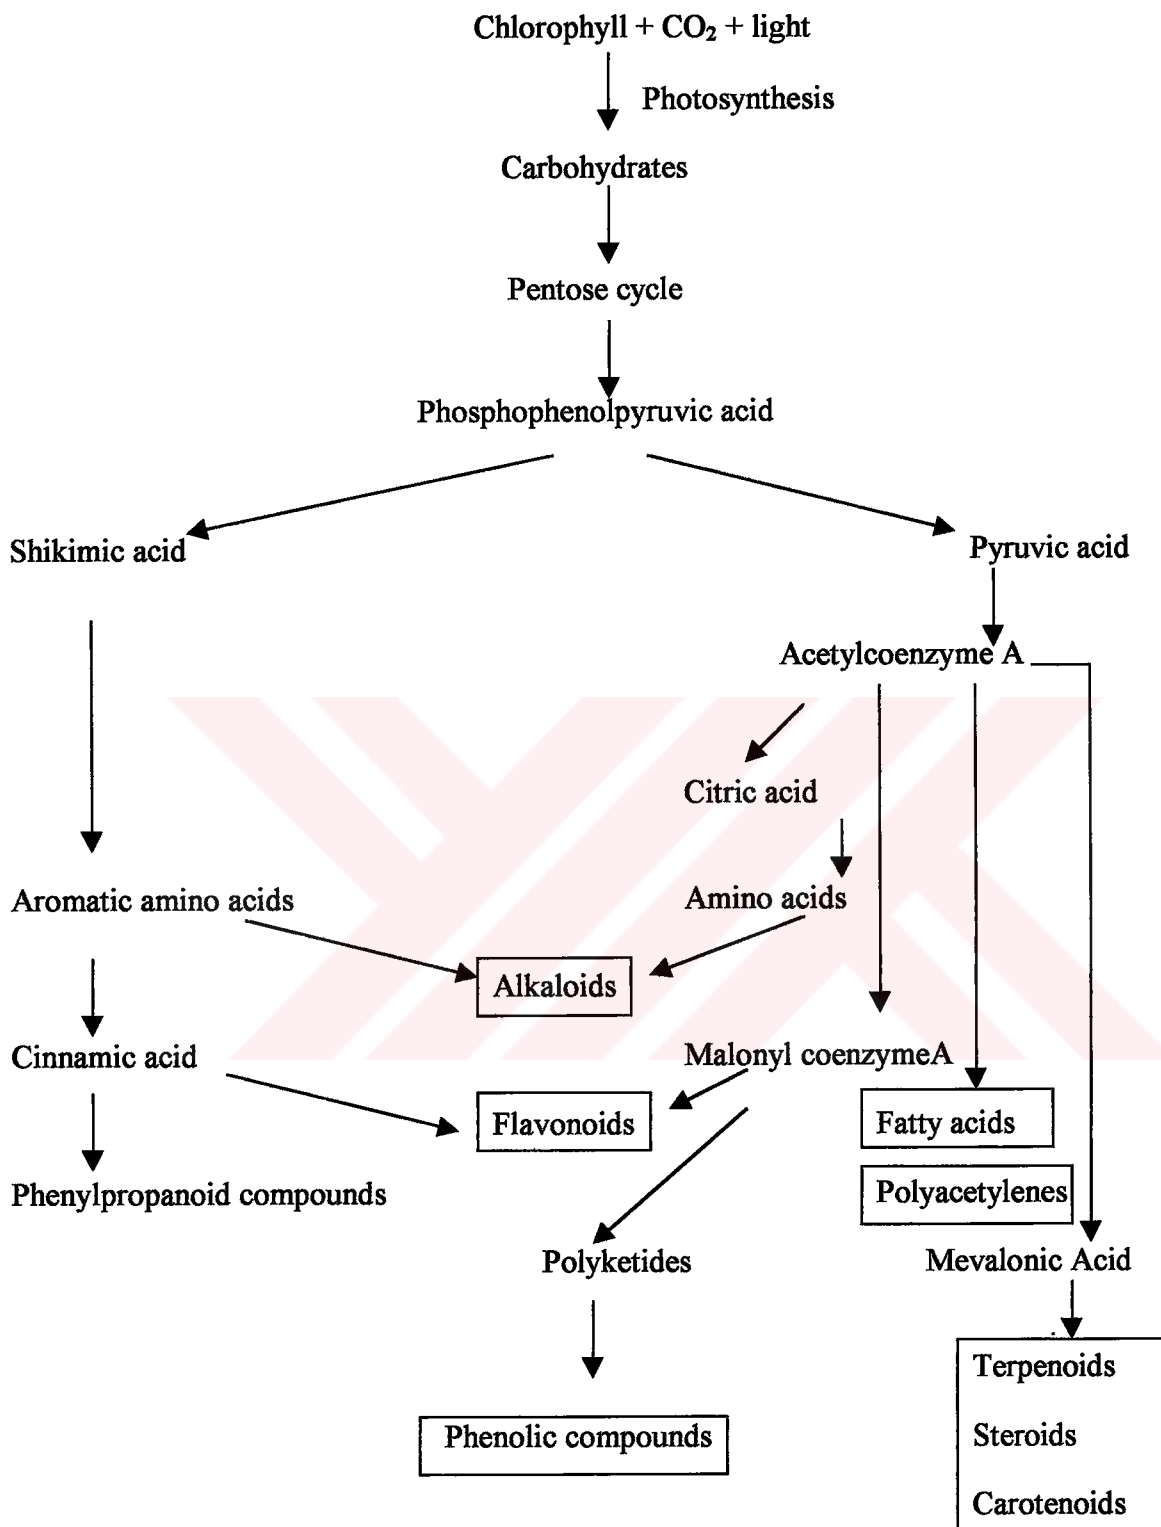 Chlorophyll + CO₂ + light
Photosynthesis
Carbohydrates
Pentose cycle
Phosphophenolpyruvic acid
Shikimic acid
Pyruvic acid
Acetylcoenzyme A
Citric acid
Aromatic amino acids
Amino acids
Alkaloids
Cinnamic acid
Malonyl coenzymeA
Flavonoids
Fatty acids
Phenylpropanoid compounds
Polyacetylenes
Polyketides
Mevalonic Acid
Terpenoids
Phenolic compounds
Steroids
Carotenoids